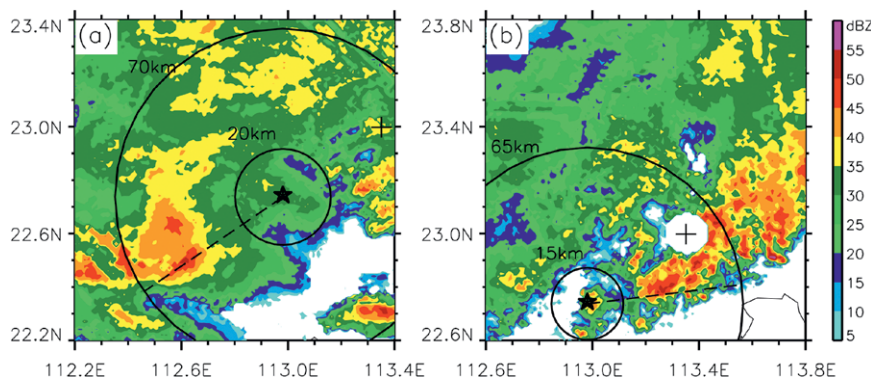 (a)
23.4N
23.0N
22.6N
22.2N
112.2E 112.6E 113.0E 113.4E
70km
20km
(b)
23.8N
23.4N
23.0N
22.6N
112.6E 113.0E 113.4E 113.8E
65km
15km
dBZ
55
50
45
40
35
30
25
20
15
10
5